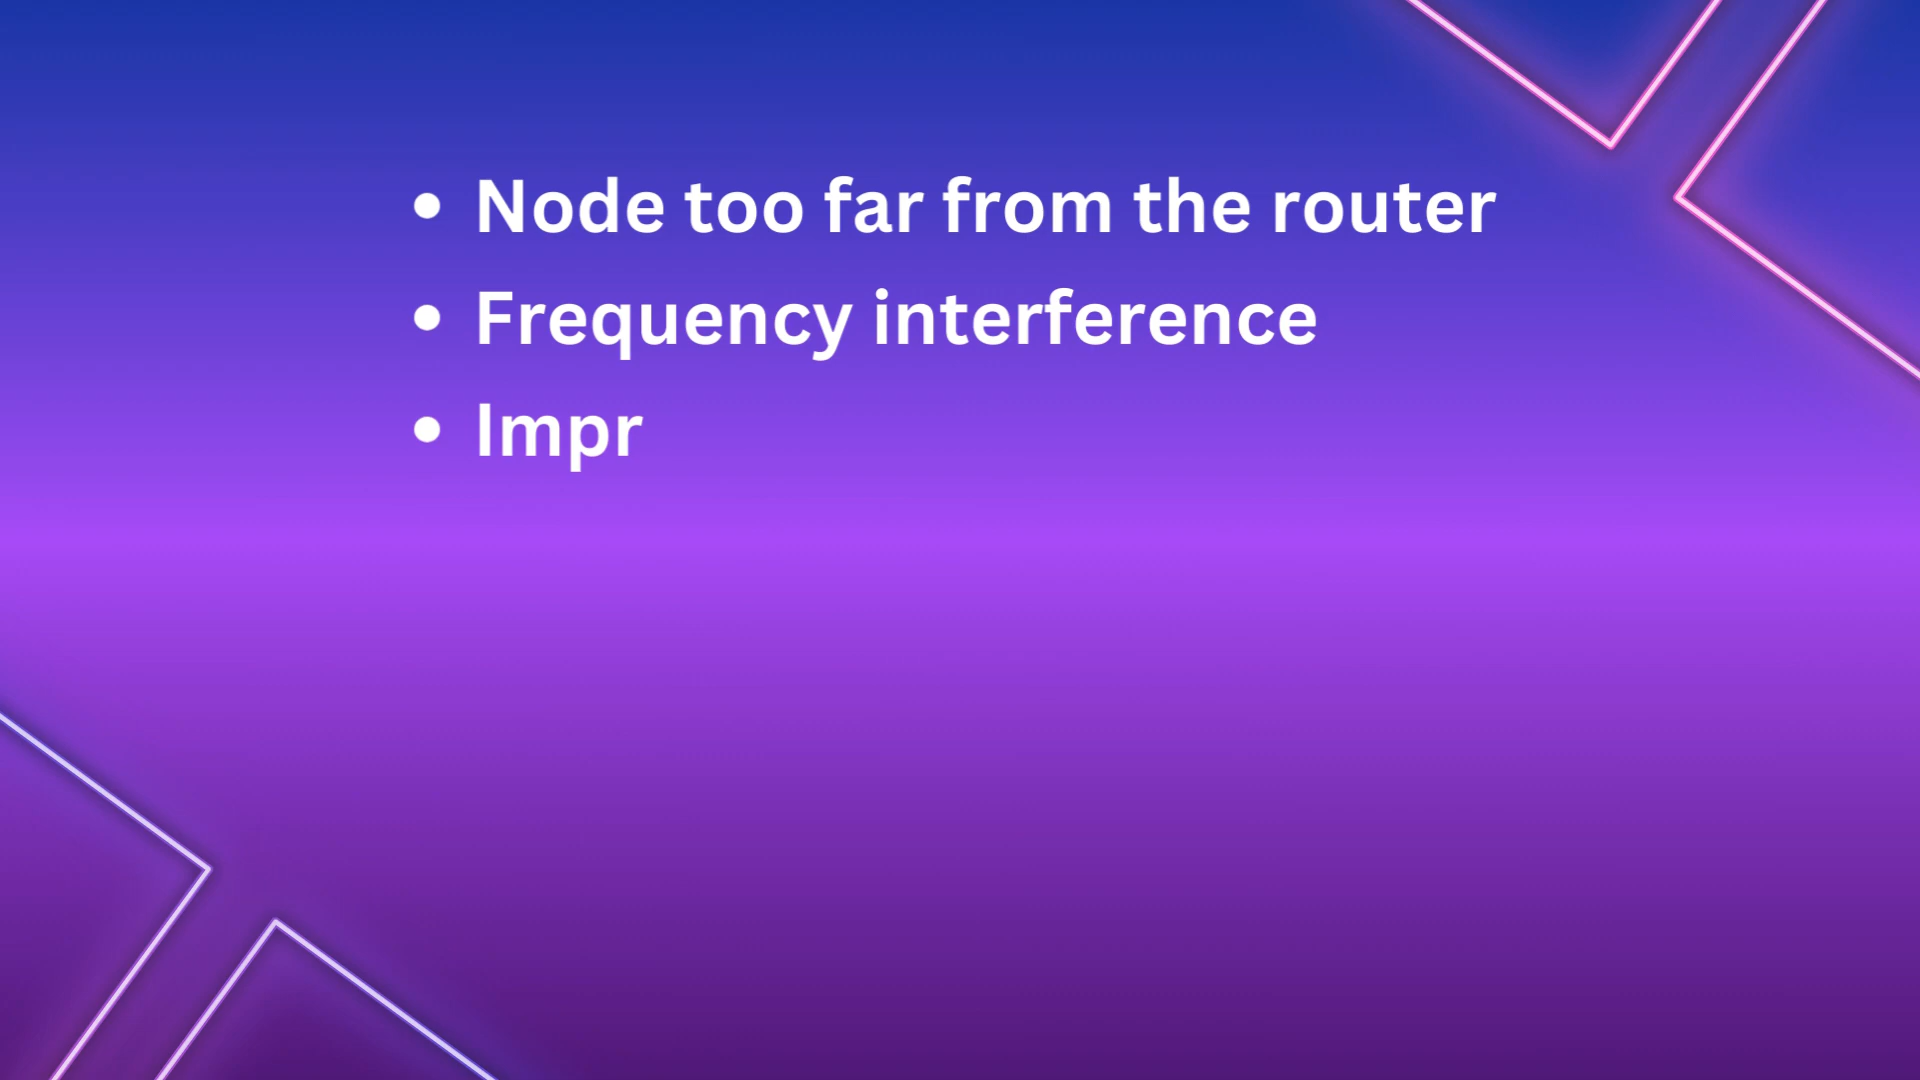 • Node too far from the router
• Frequency interference
• Impr